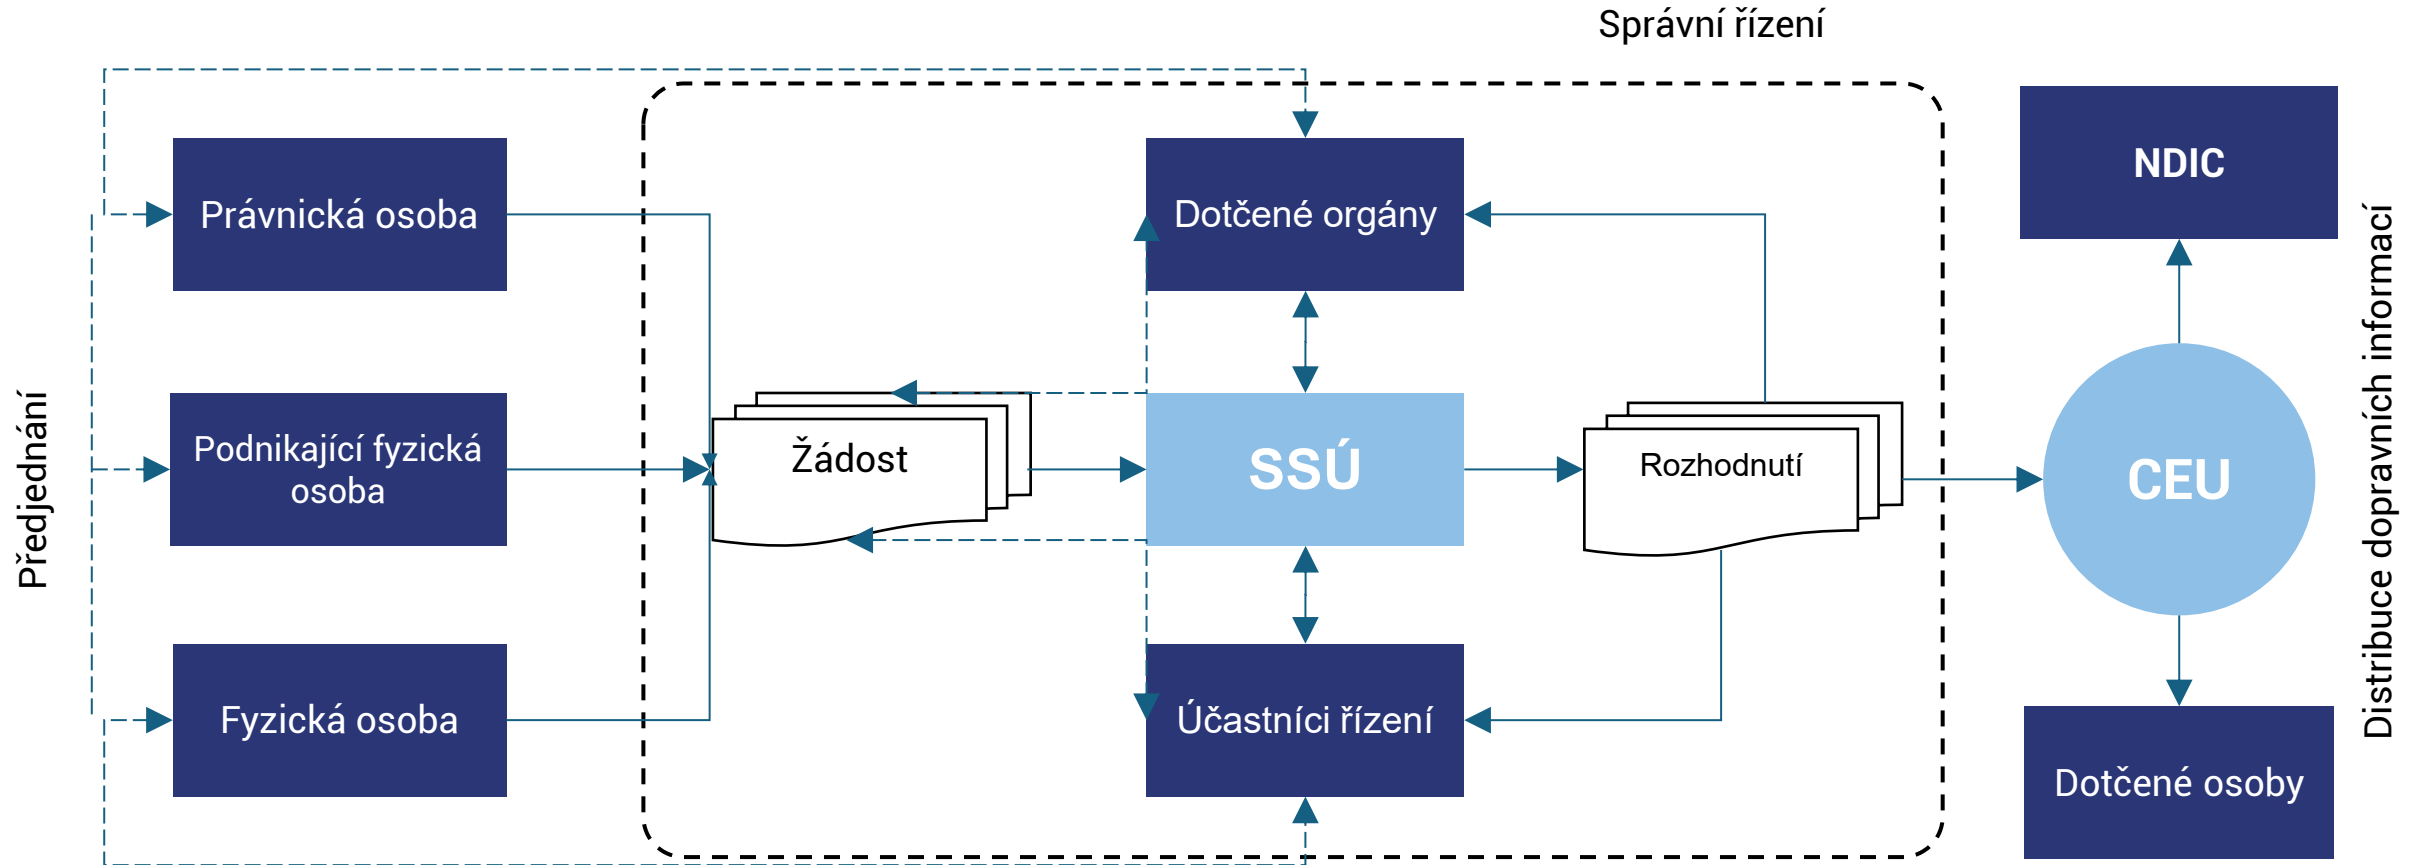 Správní řízení
Předjednání
Právnická osoba
Podnikající fyzická
osoba
Fyzická osoba
Žádost
Dotčené orgány
SSÚ
Účastníci řízení
Rozhodnutí
NDIC
CEU
Dotčené osoby
Distribuce dopravních informací